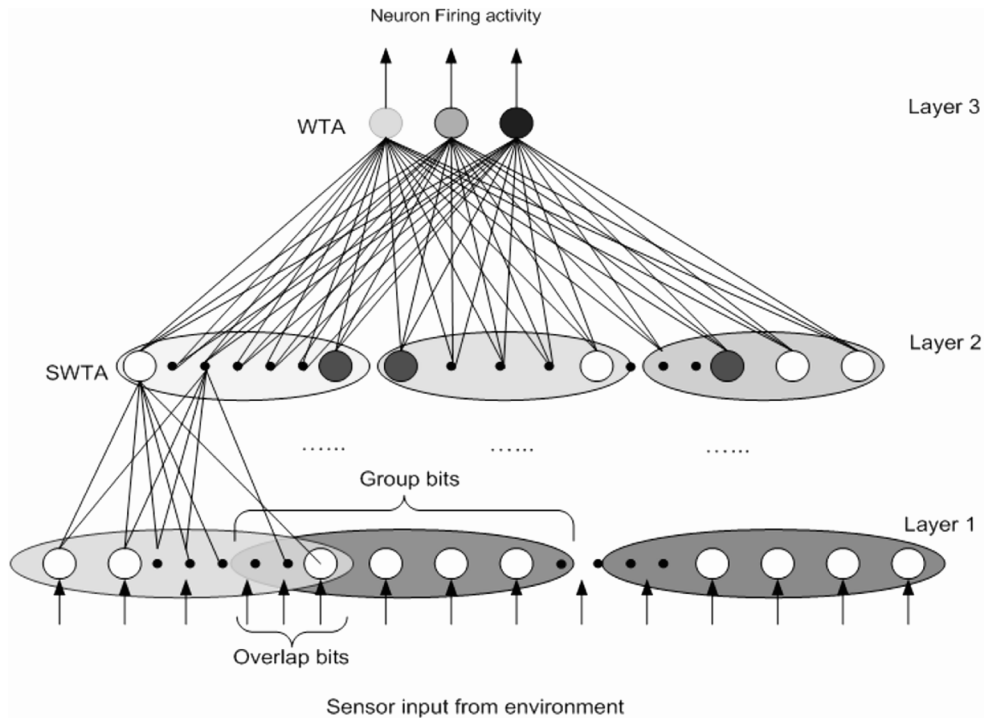 Neuron Firing activity
Layer 3
WTA
Layer 2
SWTA
......
......
......
Group bits
Layer 1
Overlap bits
Sensor input from environment